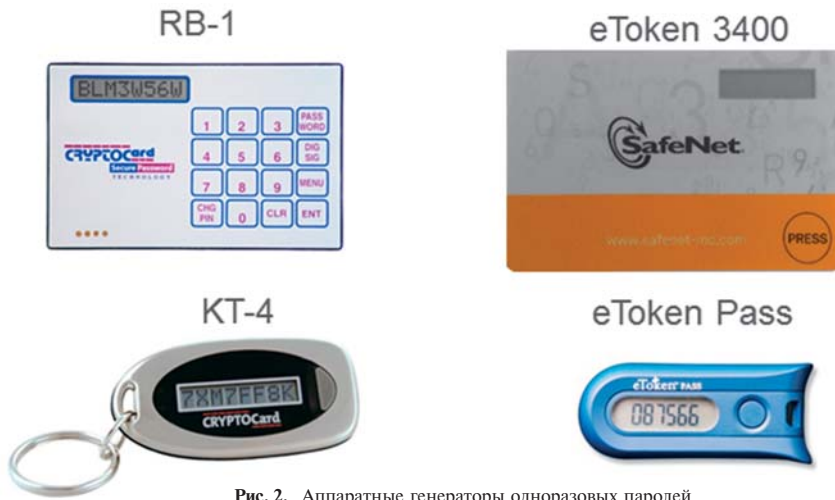 RB-1
eToken 3400
BLM3W56W
CRYPTOCard
Secure Password
TECHNOLOGY
1 2 3 PASS WORD
4 5 6 DIG SIG
7 8 9 MENU
CHG PIN 0 CLR ENT
SafeNet
www.safenet-inc.com
PRESS
KT-4
eToken Pass
7XM7FF8K
CRYPTOCard
eToken PASS
087566
Рис. 2. Аппаратные генераторы одноразовых паролей